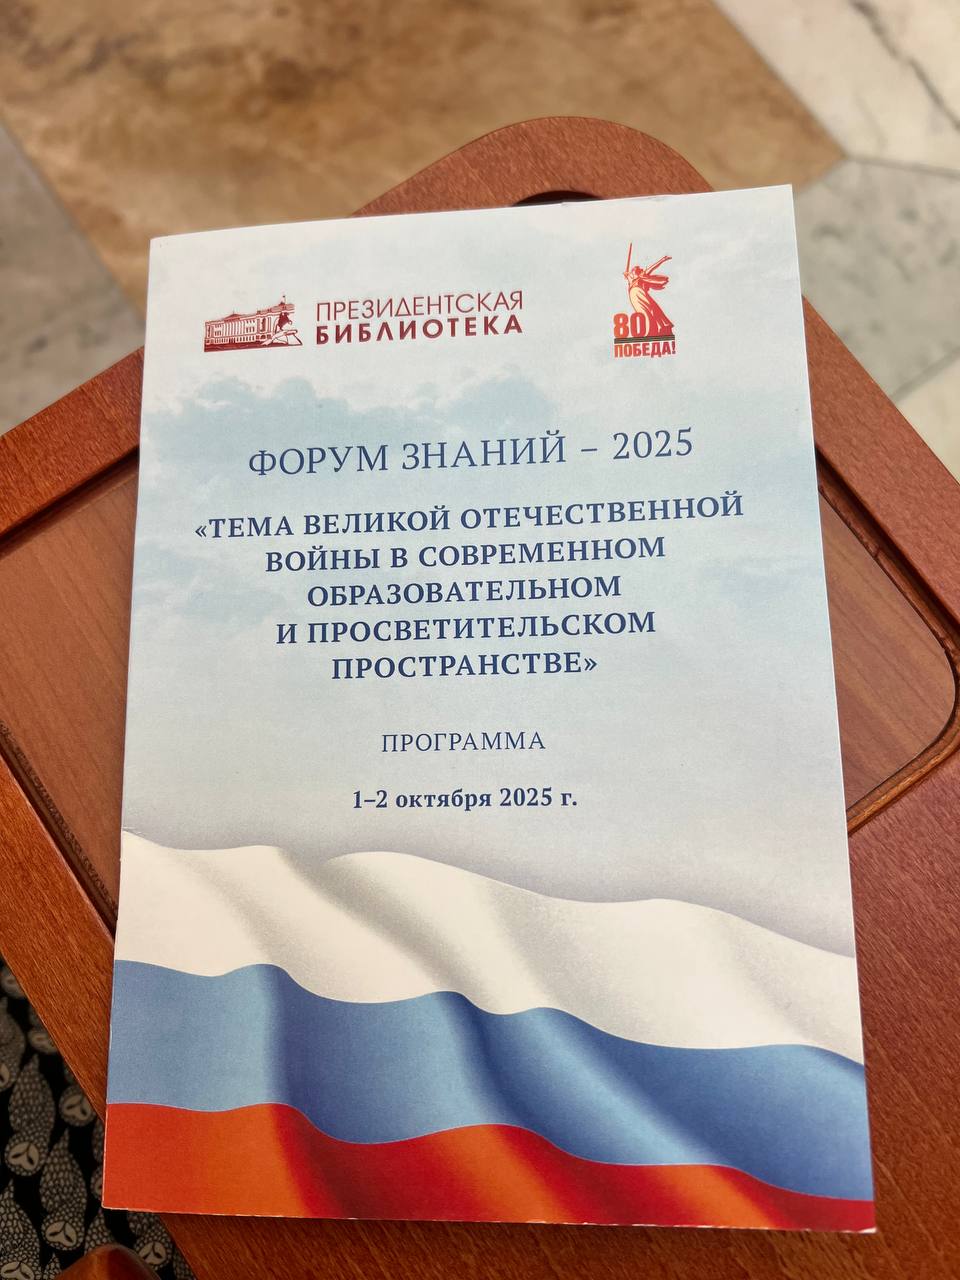 ПРЕЗИДЕНТСКАЯ
БИБЛИОТЕКА
80
ПОБЕДА!
ФОРУМ ЗНАНИЙ – 2025
«ТЕМА ВЕЛИКОЙ ОТЕЧЕСТВЕННОЙ
ВОЙНЫ В СОВРЕМЕННОМ
ОБРАЗОВАТЕЛЬНОМ
И ПРОСВЕТИТЕЛЬСКОМ
ПРОСТРАНСТВЕ»
ПРОГРАММА
1–2 октября 2025 г.